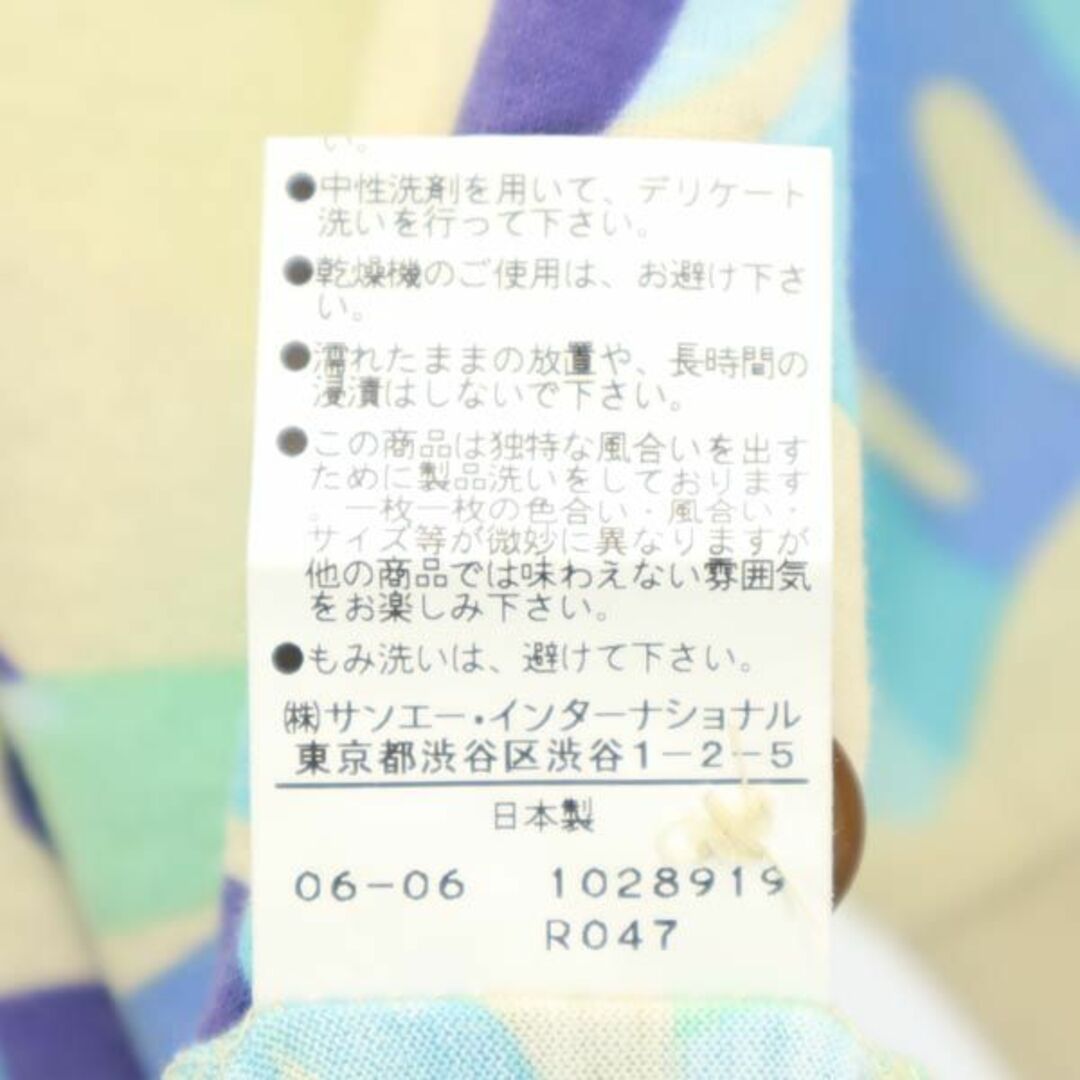 い。
●中性洗剤を用いて、デリケート
洗いを行って下さい。
●乾燥機のご使用は、お避け下さ
い。
●濡れたままの放置や、長時間の
浸漬はしないで下さい。
●この商品は独特な風合いを出す
ために製品洗いをしております
。一枚一枚の色合い・風合い・
サイズ等が微妙に異なりますが
他の商品では味わえない雰囲気
をお楽しみ下さい。
●もみ洗いは、避けて下さい。
㈱サンエー・インターナショナル
東京都渋谷区渋谷1-2-5
日本製
06-06 1028919
R047